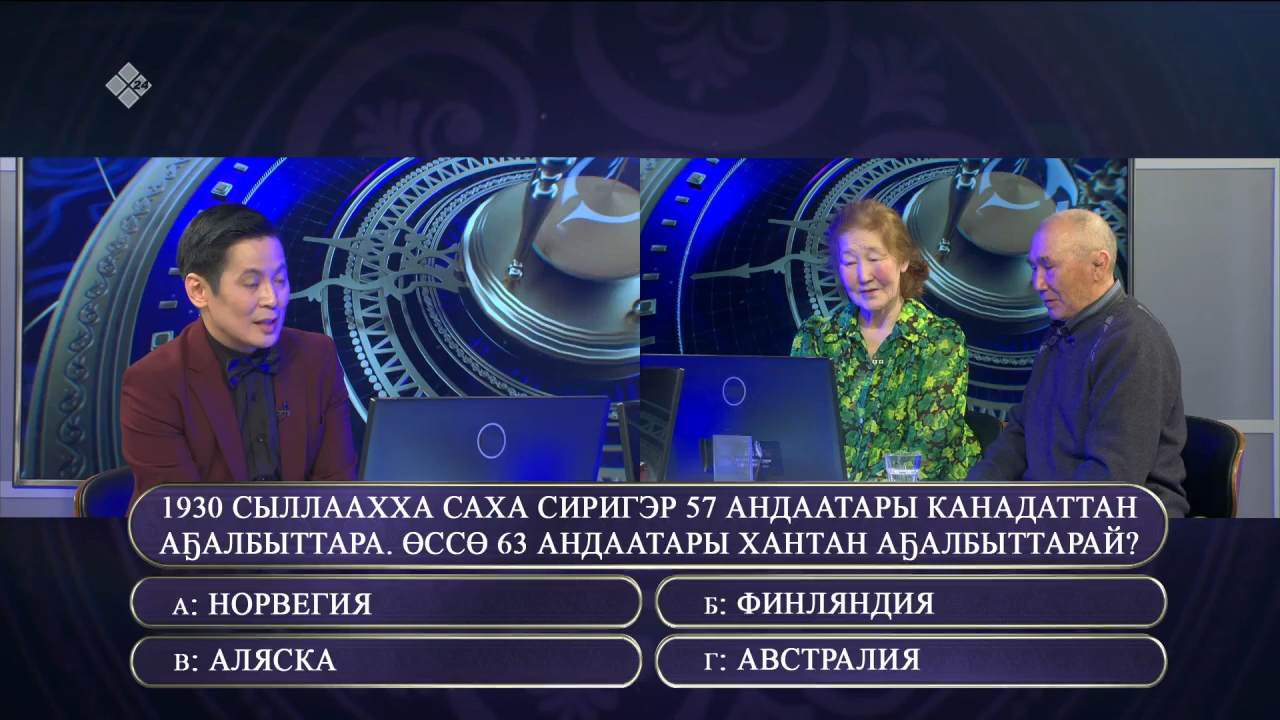 24
1930 СЫЛЛААХХА САХА СИРИГЭР 57 АНДААТАРЫ КАНАДАТТАН
АҔАЛБЫТТАРА. ӨССӨ 63 АНДААТАРЫ ХАНТАН АҔАЛБЫТТАРАЙ?
А: НОРВЕГИЯ
Б: ФИНЛЯНДИЯ
В: АЛЯСКА
Г: АВСТРАЛИЯ